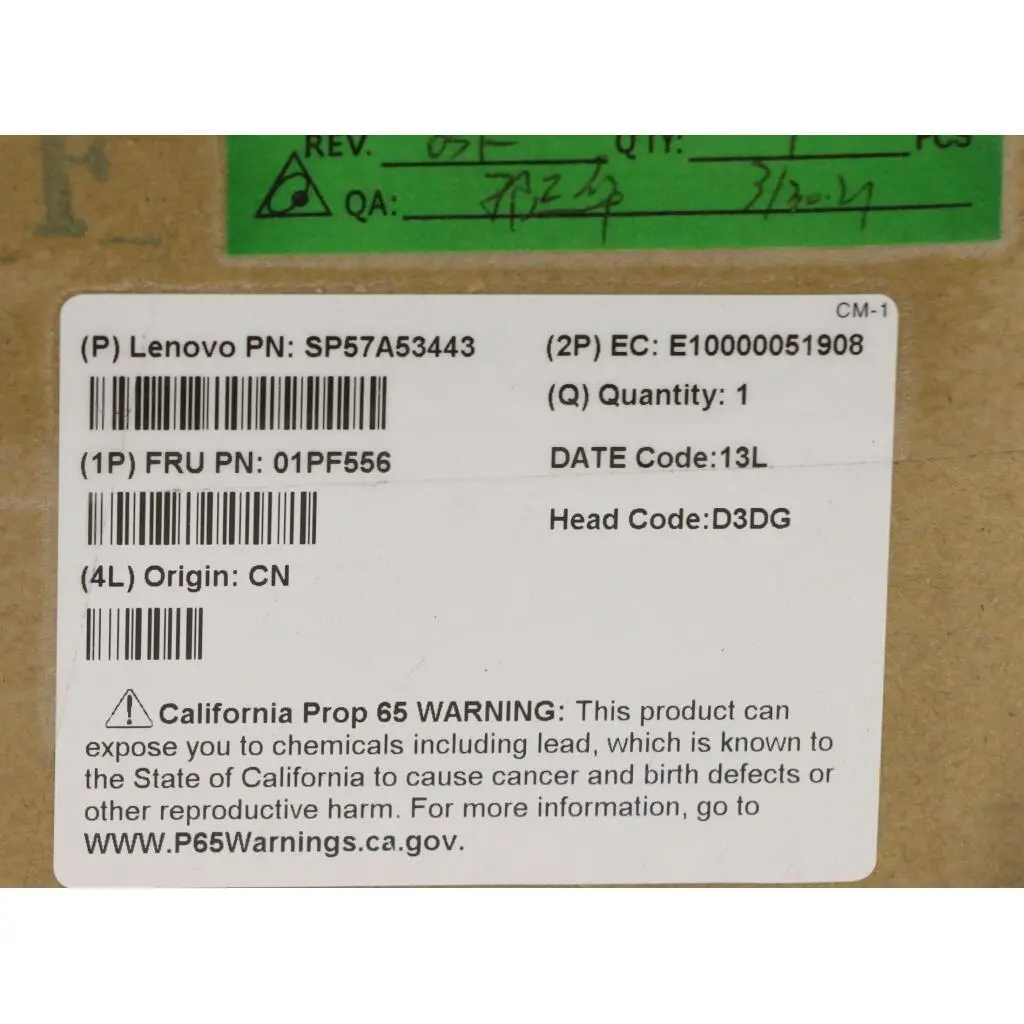 F
REV. QTY: PCS
QA: 3/30.21
CM-1
(P) Lenovo PN: SP57A53443
(2P) EC: E10000051908
(Q) Quantity: 1
(1P) FRU PN: 01PF556
DATE Code:13L
Head Code:D3DG
(4L) Origin: CN
California Prop 65 WARNING: This product can
expose you to chemicals including lead, which is known to
the State of California to cause cancer and birth defects or
other reproductive harm. For more information, go to
WWW.P65Warnings.ca.gov.